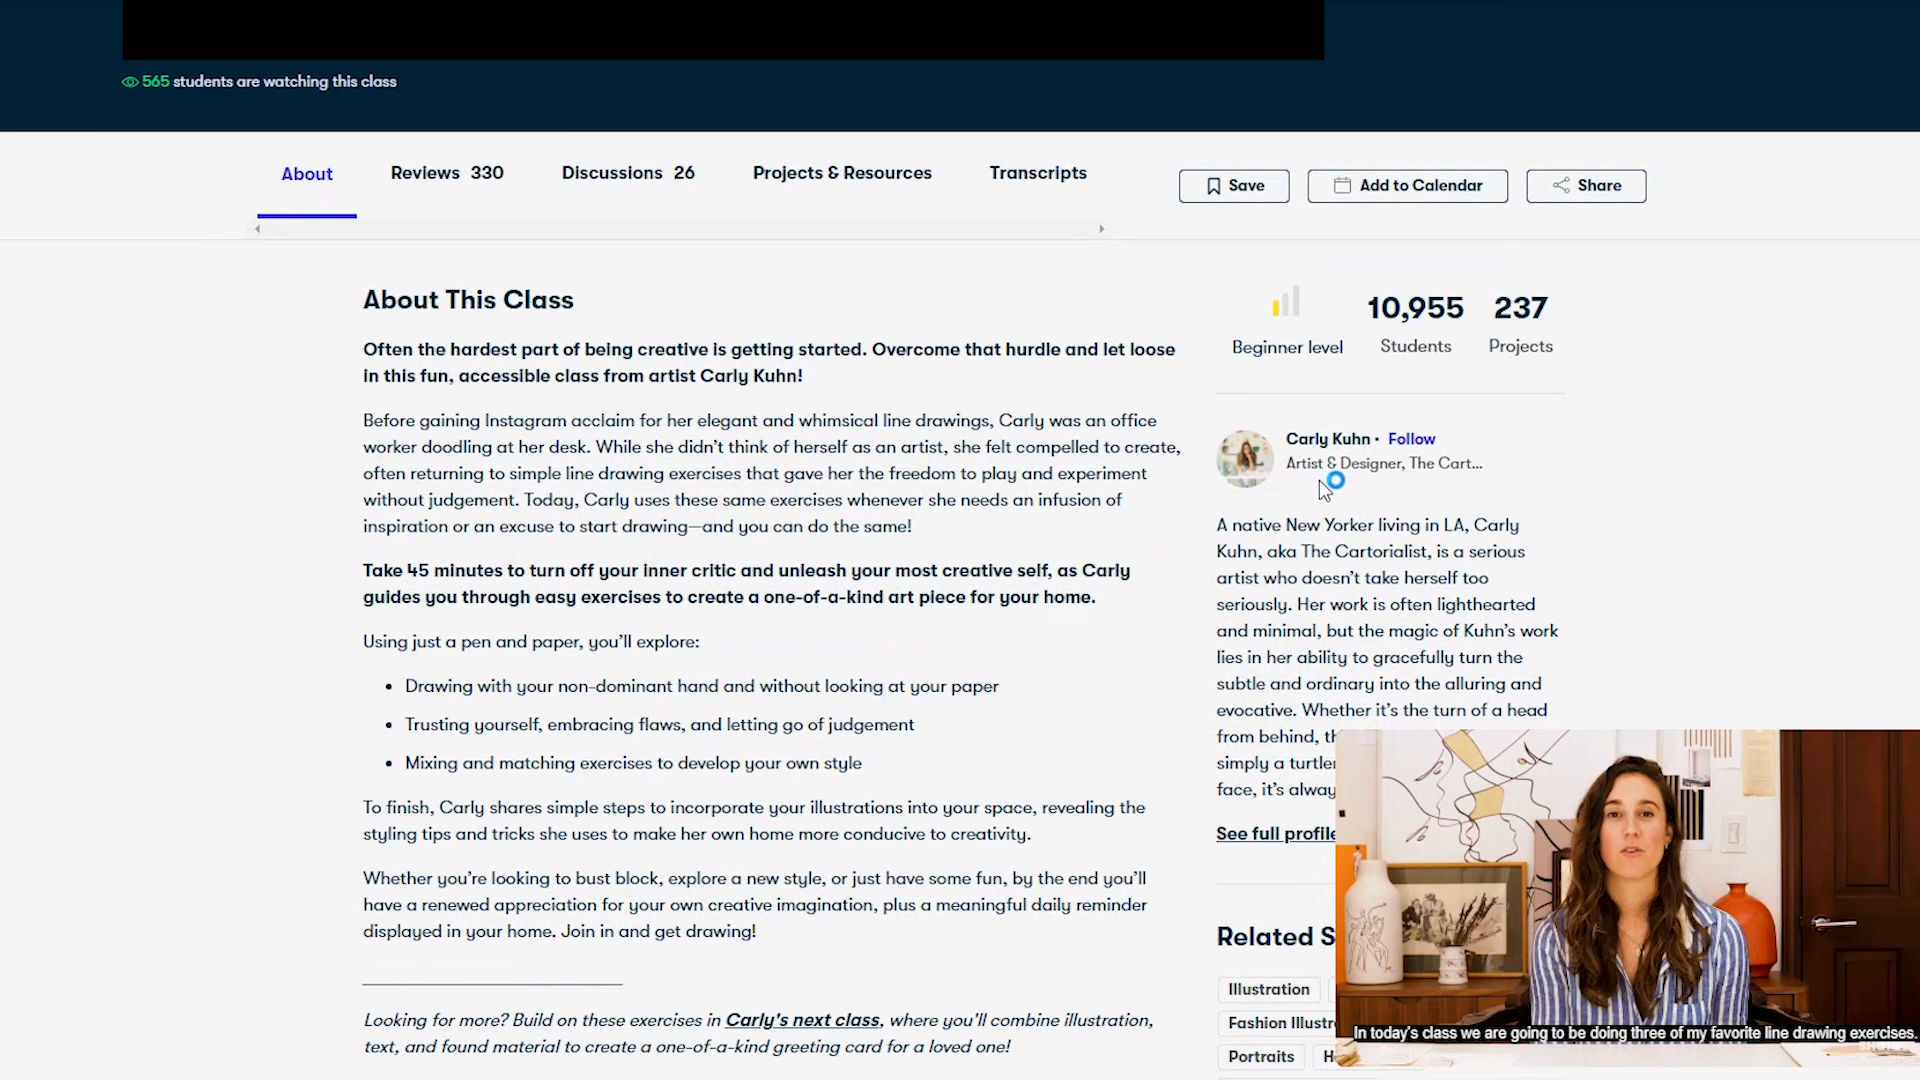 565 students are watching this class
About Reviews 330 Discussions 26 Projects & Resources Transcripts
Save Add to Calendar Share
About This Class
Often the hardest part of being creative is getting started. Overcome that hurdle and let loose
in this fun, accessible class from artist Carly Kuhn!
Before gaining Instagram acclaim for her elegant and whimsical line drawings, Carly was an office
worker doodling at her desk. While she didn't think of herself as an artist, she felt compelled to create,
often returning to simple line drawing exercises that gave her the freedom to play and experiment
without judgement. Today, Carly uses these same exercises whenever she needs an infusion of
inspiration or an excuse to start drawing—and you can do the same!
Take 45 minutes to turn off your inner critic and unleash your most creative self, as Carly
guides you through easy exercises to create a one-of-a-kind art piece for your home.
Using just a pen and paper, you'll explore:
• Drawing with your non-dominant hand and without looking at your paper
• Trusting yourself, embracing flaws, and letting go of judgement
• Mixing and matching exercises to develop your own style
To finish, Carly shares simple steps to incorporate your illustrations into your space, revealing the
styling tips and tricks she uses to make her own home more conducive to creativity.
Whether you're looking to bust block, explore a new style, or just have some fun, by the end you'll
have a renewed appreciation for your own creative imagination, plus a meaningful daily reminder
displayed in your home. Join in and get drawing!
Looking for more? Build on these exercises in Carly's next class, where you'll combine illustration,
text, and found material to create a one-of-a-kind greeting card for a loved one!
10,955 237
Beginner level Students Projects
Carly Kuhn • Follow
Artist & Designer, The Cart...
A native New Yorker living in LA, Carly
Kuhn, aka The Cartorialist, is a serious
artist who doesn't take herself too
seriously. Her work is often lighthearted
and minimal, but the magic of Kuhn's work
lies in her ability to gracefully turn the
subtle and ordinary into the alluring and
evocative. Whether it's the turn of a head
from behind, th
simply a turtler
face, it's alway
See full profile
Related S
Illustration
Fashion Illustr
Portraits H
In today's class we are going to be doing three of my favorite line drawing exercises.